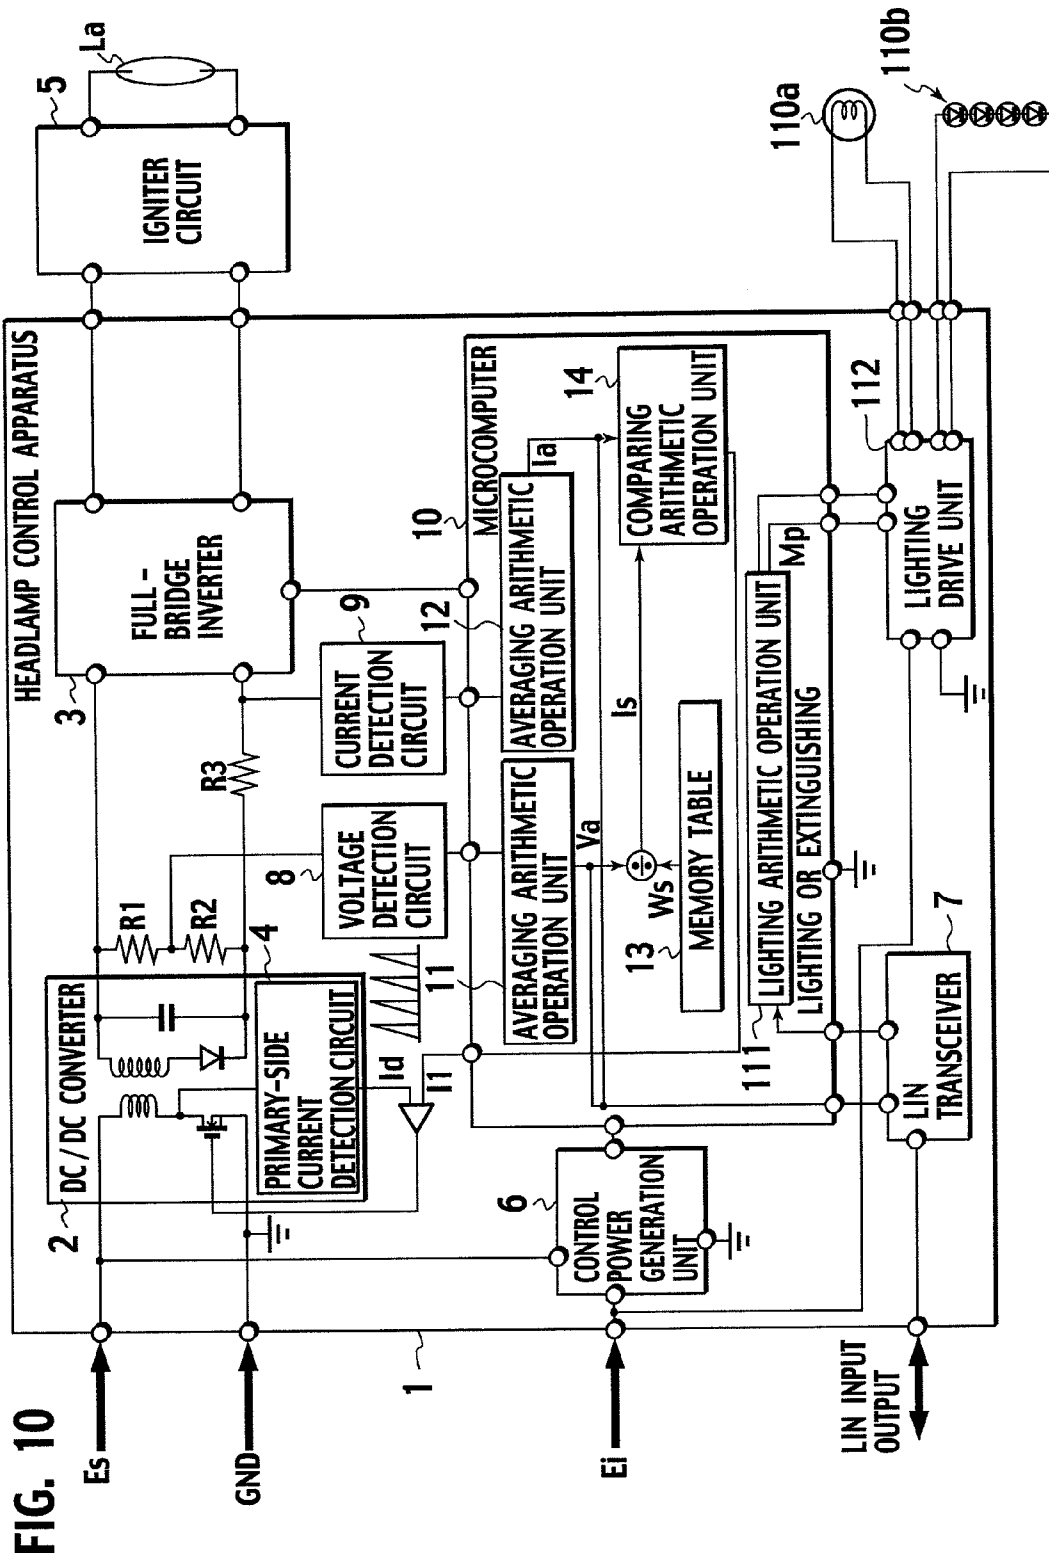 FIG. 10
HEADLAMP CONTROL APPARATUS
Es
GND
Ei
LIN INPUT
OUTPUT
1
2
DC/DC CONVERTER
PRIMARY-SIDE
CURRENT
DETECTION CIRCUIT
4
R1
R2
R3
3
FULL-
BRIDGE
INVERTER
5
IGNITER
CIRCUIT
La
Id
I1
8
VOLTAGE
DETECTION
CIRCUIT
9
CURRENT
DETECTION
CIRCUIT
10
MICROCOMPUTER
11
AVERAGING ARITHMETIC
OPERATION UNIT
12
AVERAGING ARITHMETIC
OPERATION UNIT
Ia
Va
14
COMPARING
ARITHMETIC
OPERATION UNIT
Is
Ws
13
MEMORY TABLE
6
CONTROL
POWER
GENERATION
UNIT
111
LIGHTING ARITHMETIC OPERATION UNIT
LIGHTING OR EXTINGUISHING
Mp
7
LIN
TRANSCEIVER
112
LIGHTING
DRIVE UNIT
110a
110b